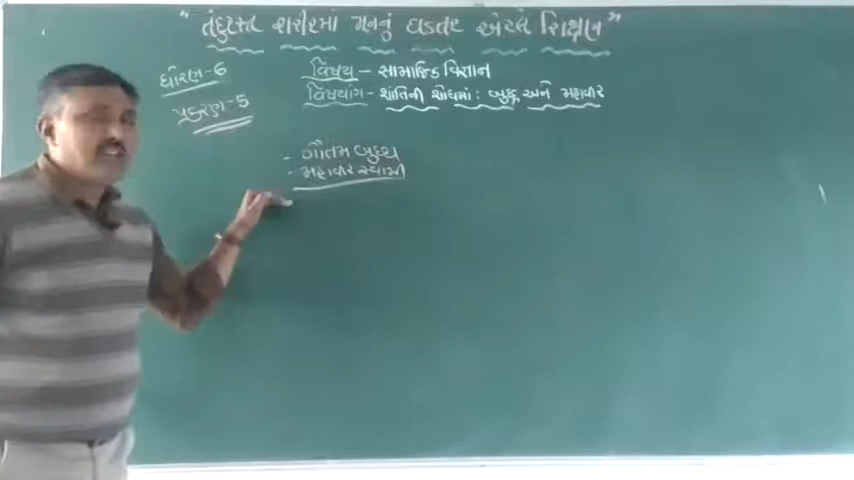 "તંદુરસ્ત શરીરમાં મનનું ઘડતર એટલે શિક્ષણ"
ધોરણ-6
વિષય - સામાજિક વિજ્ઞાન
પ્રકરણ-5
વિષયાંગ - શાંતિની શોધમાં : બુદ્ધ અને મહાવીર
- ગૌતમ બુદ્ધ
- મહાવીર સ્વામી